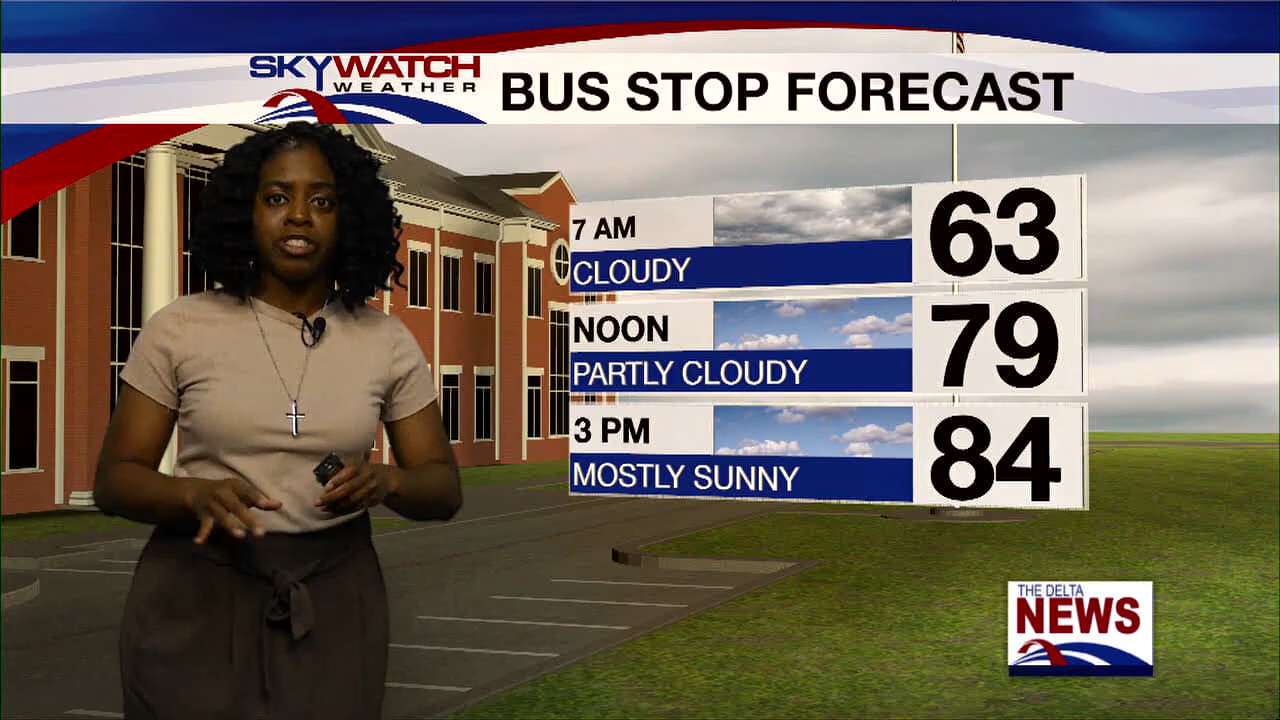 SKYWATCH
WEATHER
BUS STOP FORECAST
7 AM
CLOUDY
63
NOON
PARTLY CLOUDY
79
3 PM
MOSTLY SUNNY
84
THE DELTA
NEWS